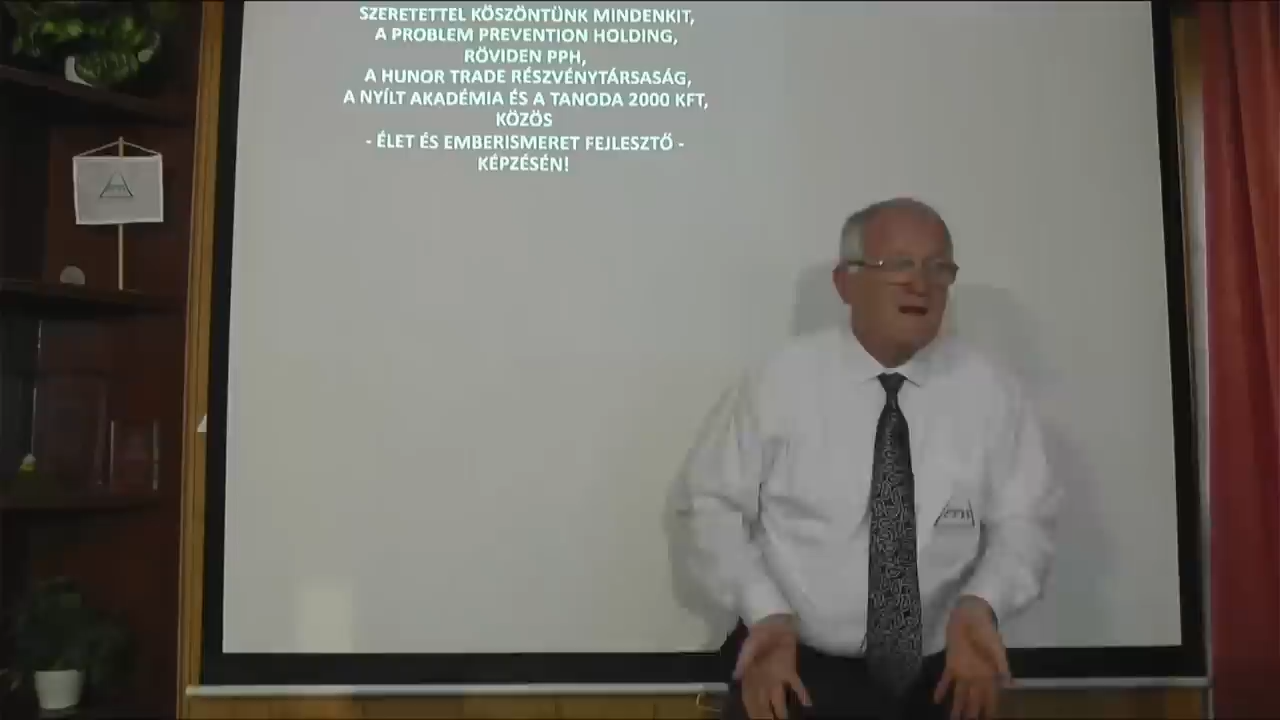 SZERETETTEL KÖSZÖNTÜNK MINDENKIT,
A PROBLEM PREVENTION HOLDING,
RÖVIDEN PPH,
A HUNOR TRADE RÉSZVÉNYTÁRSASÁG,
A NYÍLT AKADÉMIA ÉS A TANODA 2000 KFT,
KÖZÖS
- ÉLET ÉS EMBERISMERET FEJLESZTŐ -
KÉPZÉSÉN!
PPH